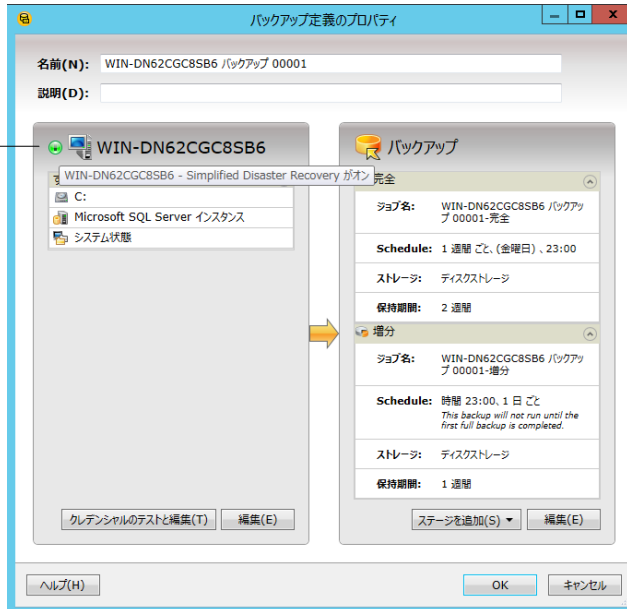 バックアップ定義のプロパティ
名前(N): WIN-DN62CGC8SB6 バックアップ 00001
説明(D):
WIN-DN62CGC8SB6
WIN-DN62CGC8SB6 - Simplified Disaster Recovery がオン
C:
Microsoft SQL Server インスタンス
システム状態
クレデンシャルのテストと編集(T)
編集(E)
バックアップ
完全
ジョブ名: WIN-DN62CGC8SB6 バックアッ
プ 00001-完全
Schedule: 1 週間 ごと、(金曜日) 、23:00
ストレージ: ディスクストレージ
保持期間: 2 週間
増分
ジョブ名: WIN-DN62CGC8SB6 バックアッ
プ 00001-増分
Schedule: 時間 23:00、1 日 ごと
This backup will not run until the
first full backup is completed.
ストレージ: ディスクストレージ
保持期間: 1 週間
ステージを追加(S)
編集(E)
ヘルプ(H)
OK
キャンセル